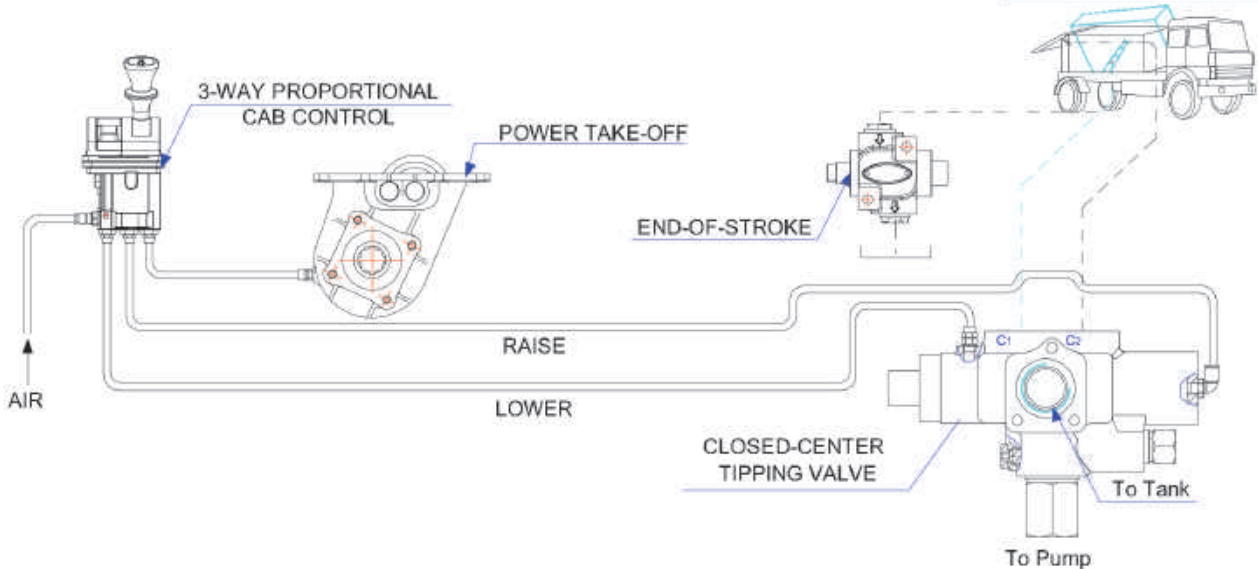 3-WAY PROPORTIONAL
CAB CONTROL
POWER TAKE-OFF
END-OF-STROKE
RAISE
C1
C2
AIR
LOWER
CLOSED-CENTER
TIPPING VALVE
To Tank
To Pump